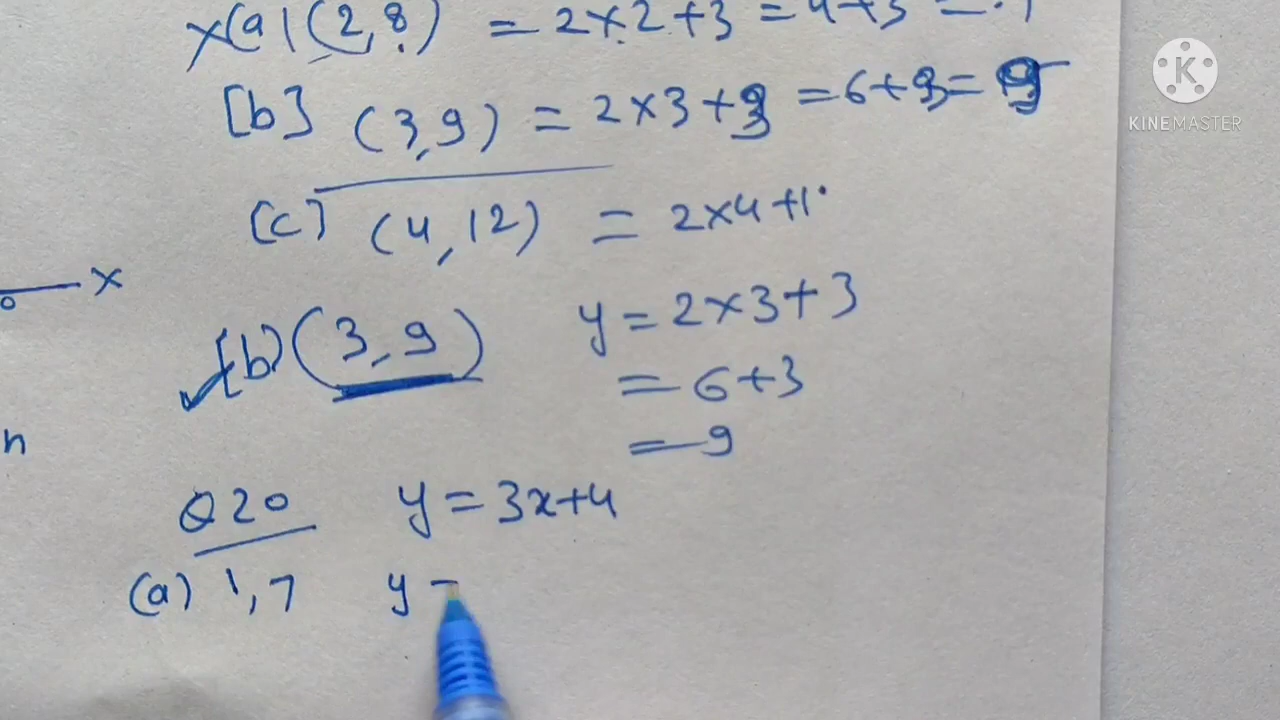 ×(a) (2,8) = 2×2+3 = 4+3 = 7
[b] (3,9) = 2×3+3 = 6+3 = 9
[c] (4,12) = 2×4+1
x
[b] (3,9) y = 2×3+3
= 6+3
= 9
n
Q20 y = 3x+4
(a) 1,7 y =
KINEMASTER